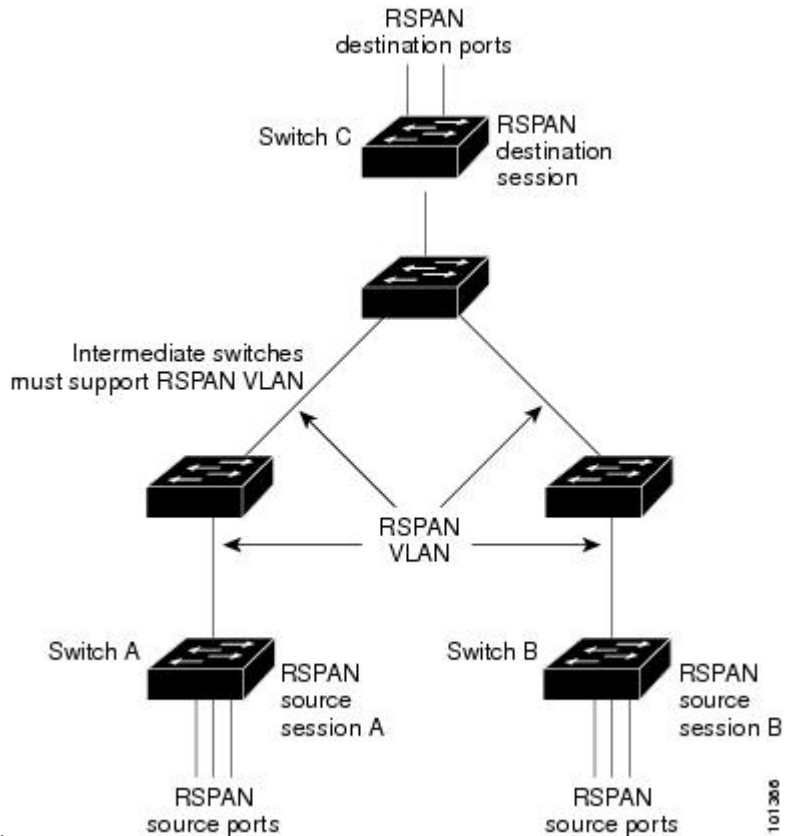 RSPAN
destination ports
Switch C
RSPAN
destination
session
Intermediate switches
must support RSPAN VLAN
RSPAN
VLAN
Switch A
RSPAN
source
session A
Switch B
RSPAN
source
session B
RSPAN
source ports
RSPAN
source ports
101366